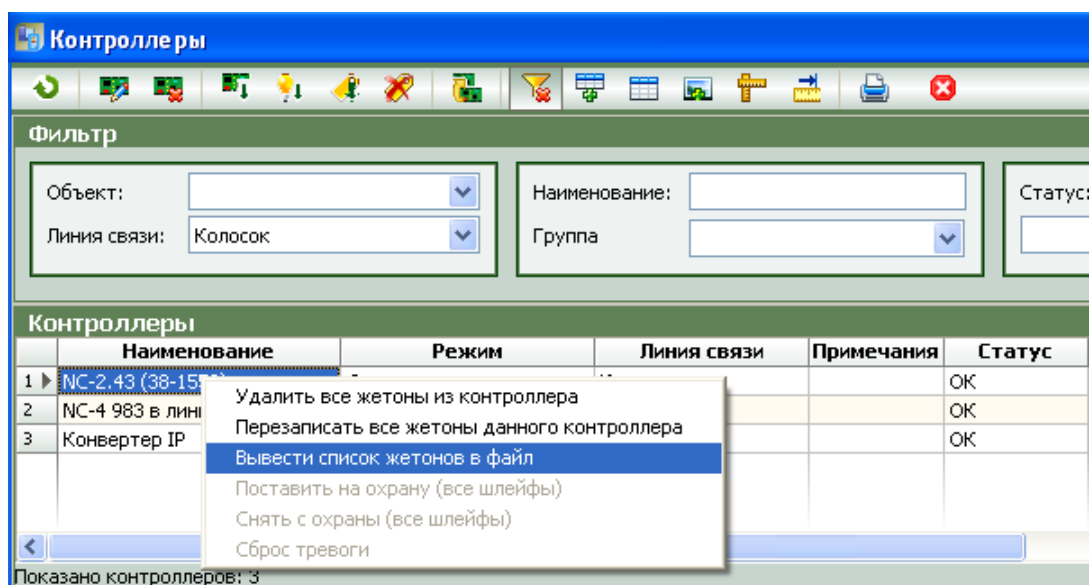 Контроллеры
Фильтр
Объект:
Наименование:
Статус:
Линия связи: Колосок
Группа
Контроллеры
Наименование Режим Линия связи Примечания Статус
1 NC-2.43 OK
2 NC-4 983 в OK
3 Конвертер IP OK
Удалить все жетоны из контроллера
Перезаписать все жетоны данного контроллера
Вывести список жетонов в файл
Поставить на охрану (все шлейфы)
Снять с охраны (все шлейфы)
Сброс тревоги
Показано контроллеров: 3